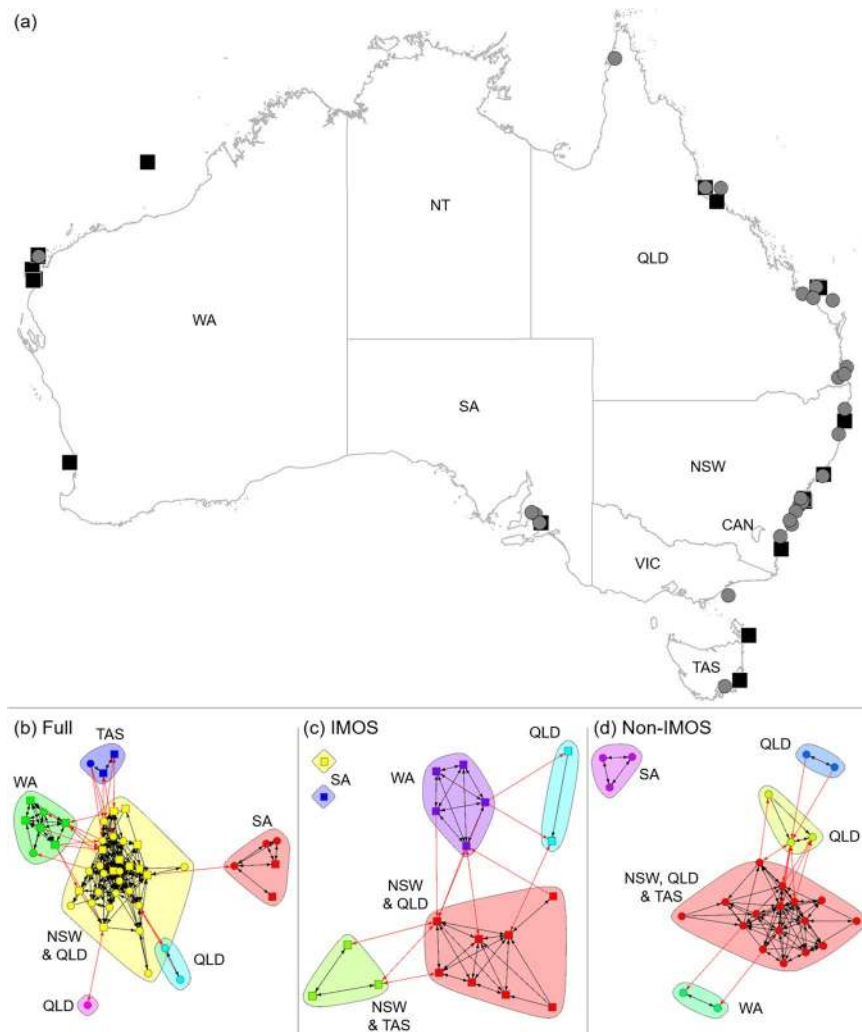 (a)
NT
QLD
WA
SA
NSW
CAN
VIC
TAS
(b) Full
TAS
WA
SA
NSW
& QLD
QLD
QLD
(c) IMOS
SA
WA
QLD
NSW
& QLD
NSW
& TAS
(d) Non-IMOS
SA
QLD
QLD
NSW, QLD
& TAS
WA